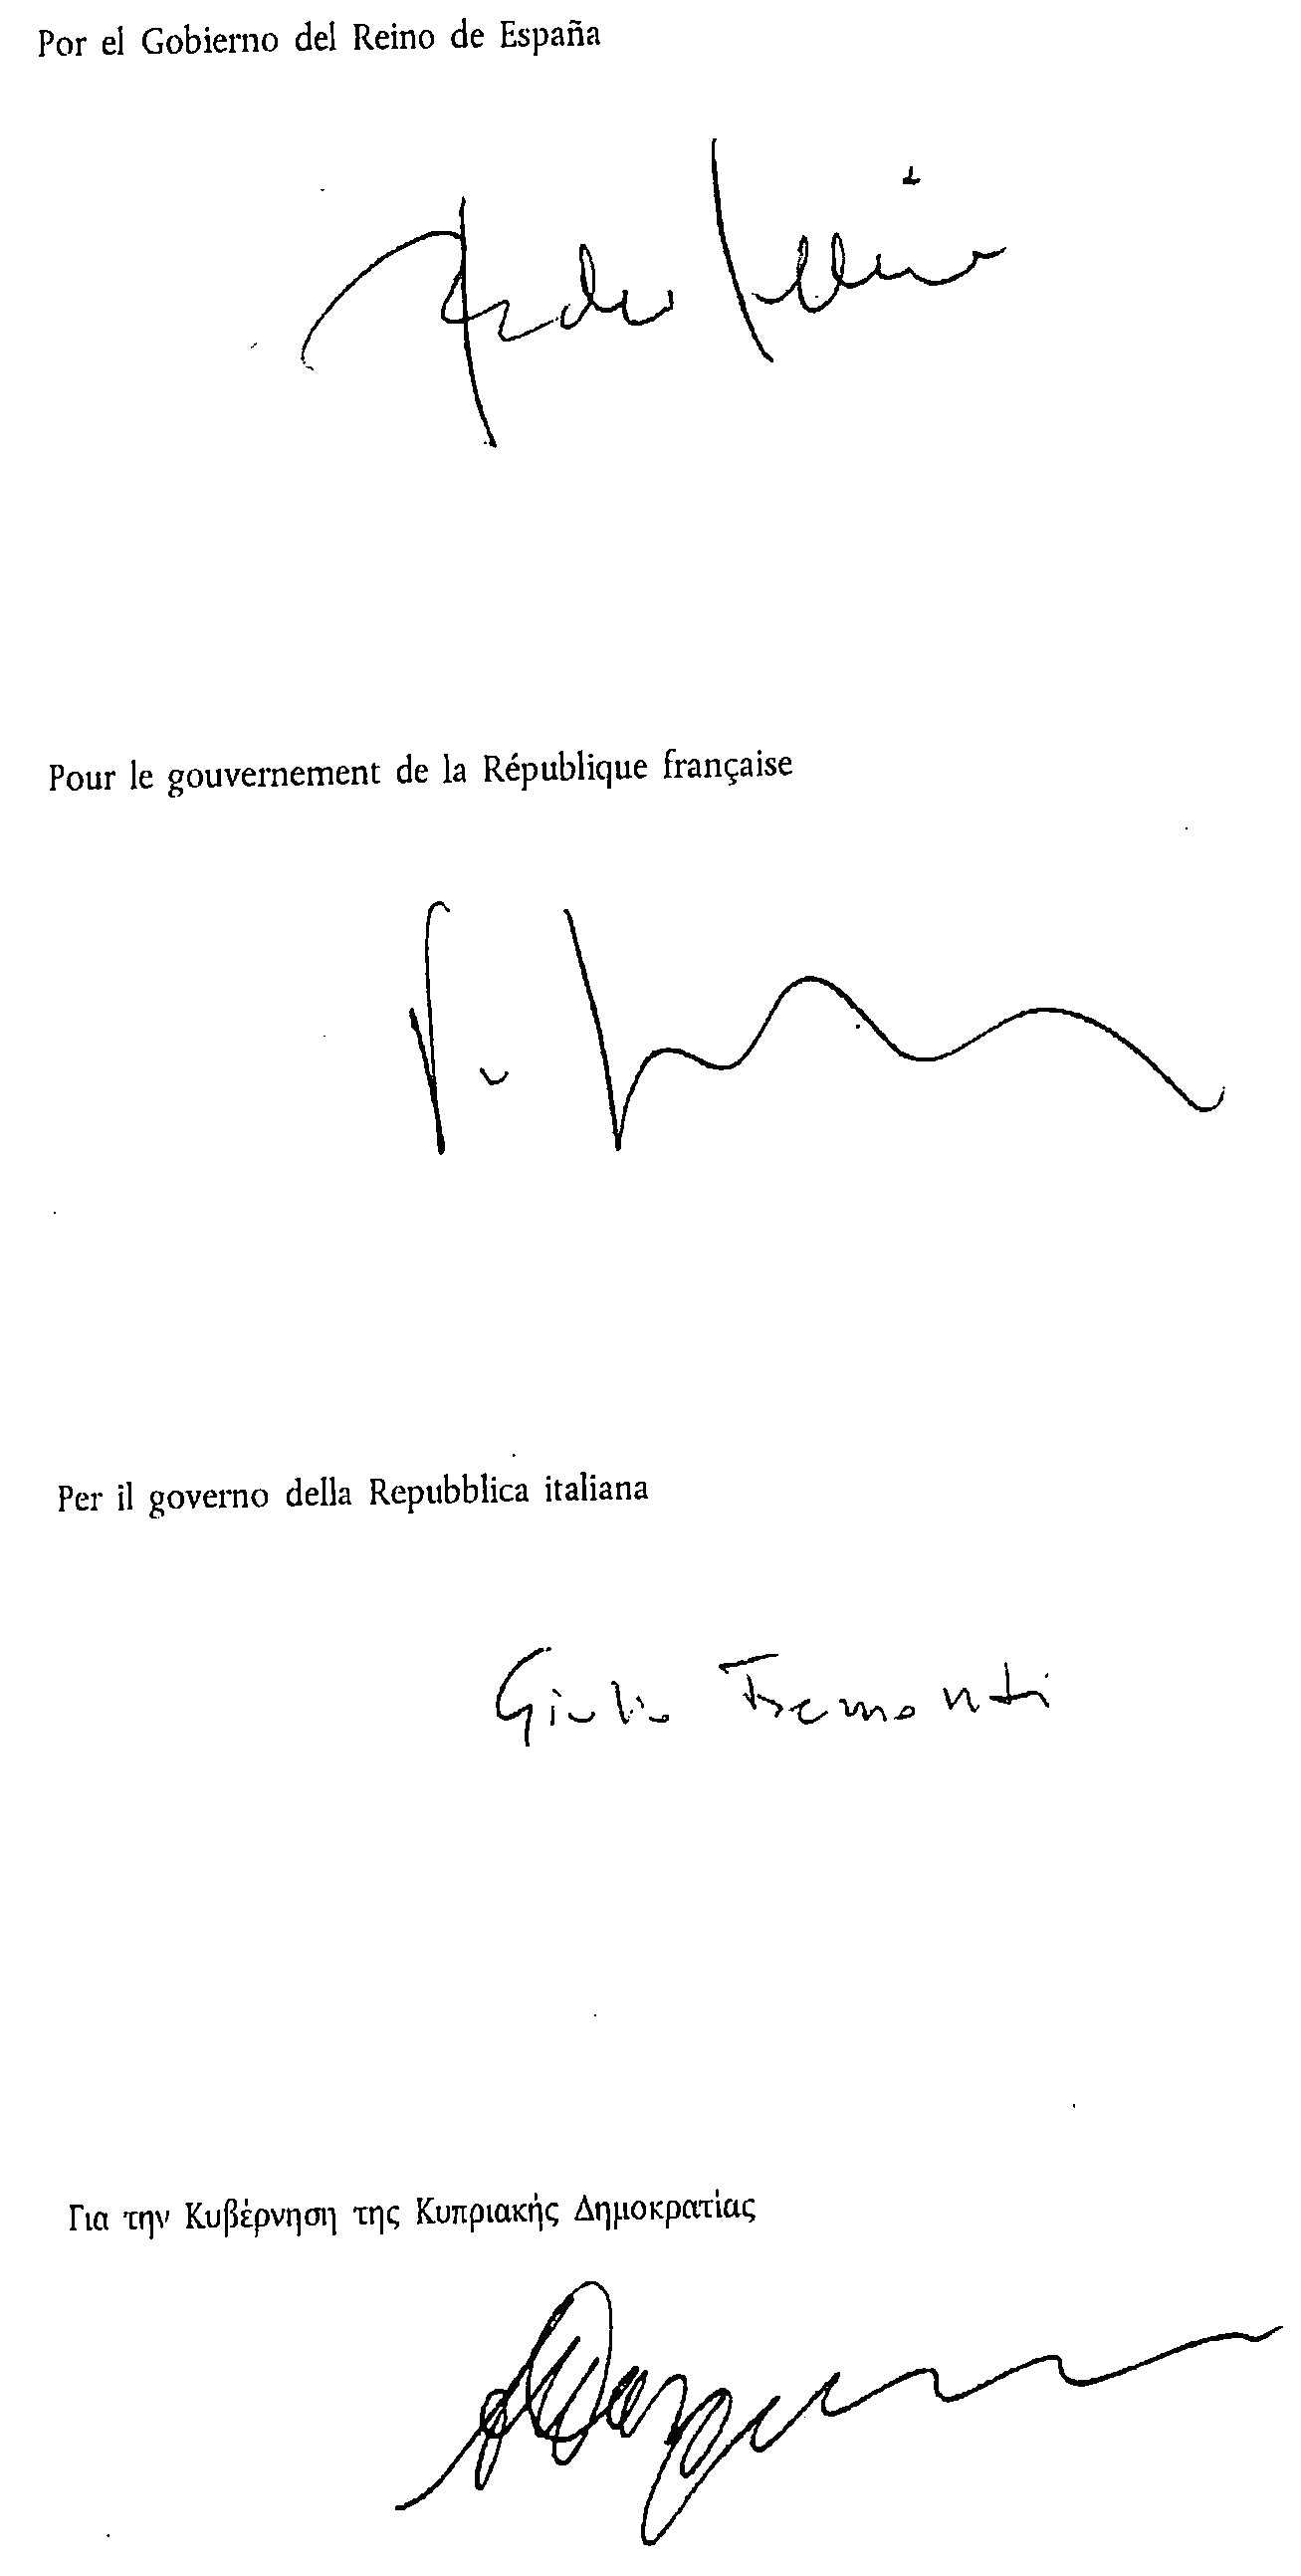 Por el Gobierno del Reino de España
Pour le gouvernement de la République française
Per il governo della Repubblica italiana
Giulio Tremonti
Για την Κυβέρνηση της Κυπριακής Δημοκρατίας